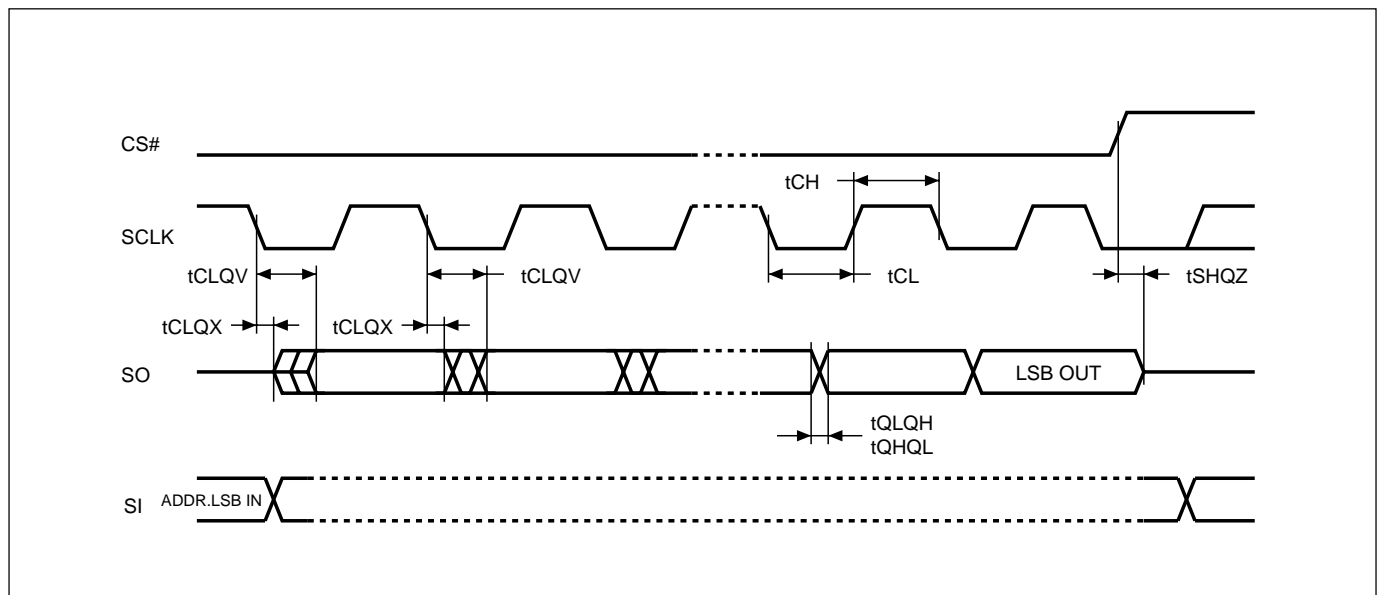 CS#
tCH
SCLK
tCLQV
tCLQV
tCL
tSHQZ
tCLQX
tCLQX
SO
LSB OUT
tQLQH
tQHQL
SI
ADDR.LSB IN